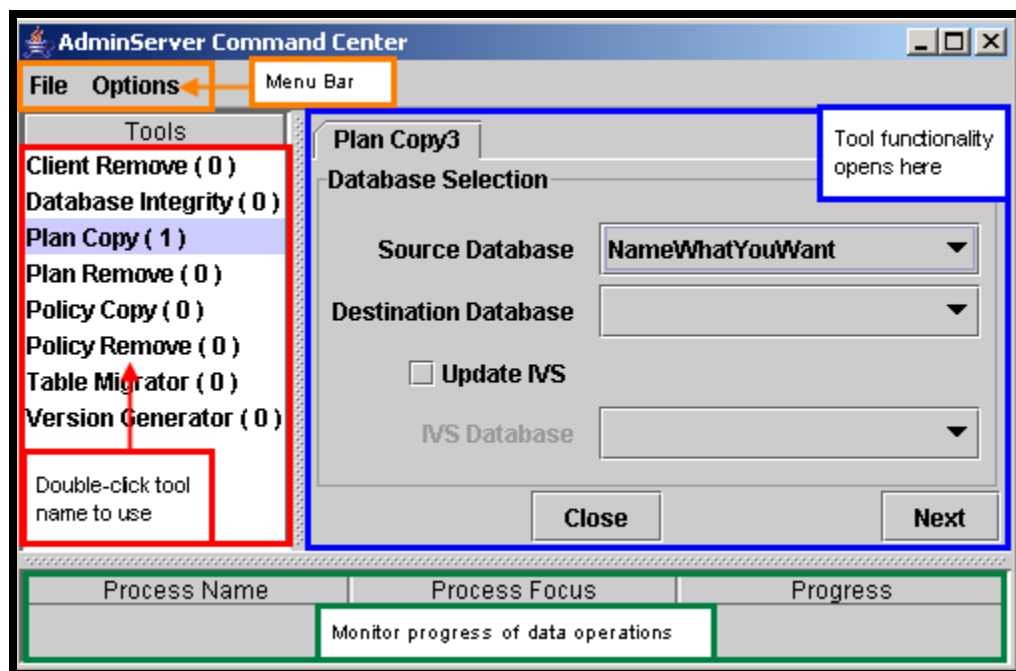 AdminServer Command Center
File Options
Menu Bar
Tools
Client Remove ( 0 )
Database Integrity ( 0 )
Plan Copy ( 1 )
Plan Remove ( 0 )
Policy Copy ( 0 )
Policy Remove ( 0 )
Table Migrator ( 0 )
Version Generator ( 0 )
Double-click tool
name to use
Plan Copy3
Tool functionality
opens here
Database Selection
Source Database NameWhatYouWant
Destination Database
Update IVS
IVS Database
Close Next
Process Name Process Focus Progress
Monitor progress of data operations